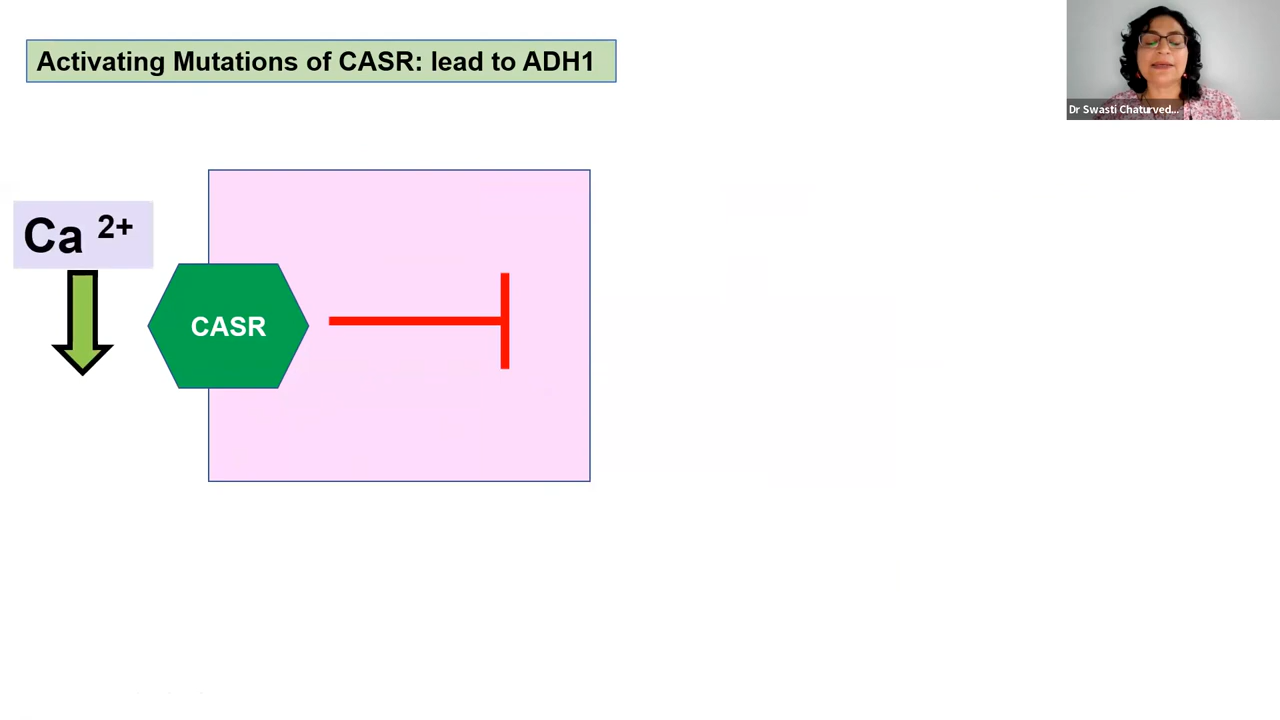 Activating Mutations of CASR: lead to ADH1
Dr Swasti Chaturved...
Ca 2+
CASR